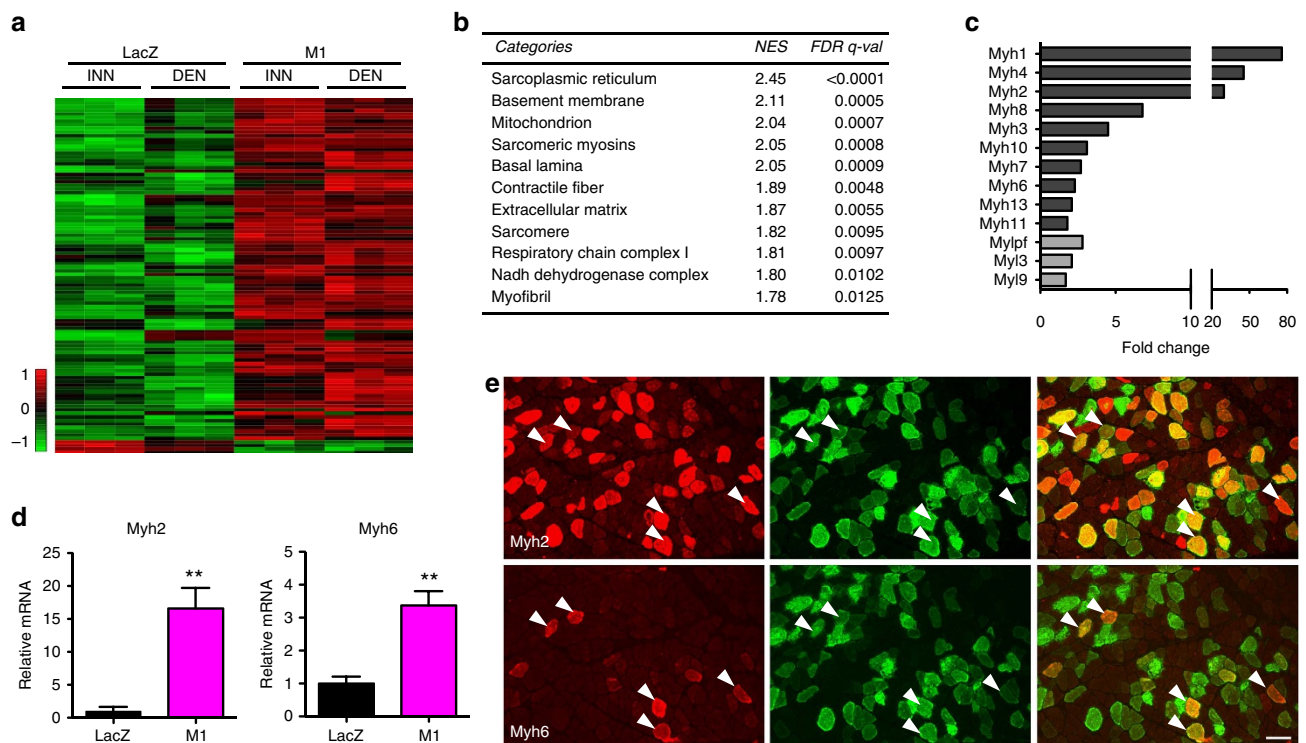 a
LacZ M1
INN DEN INN DEN
1
0
−1
b
Categories NES FDR q-val
Sarcoplasmic reticulum 2.45 <0.0001
Basement membrane 2.11 0.0005
Mitochondrion 2.04 0.0007
Sarcomeric myosins 2.05 0.0008
Basal lamina 2.05 0.0009
Contractile fiber 1.89 0.0048
Extracellular matrix 1.87 0.0055
Sarcomere 1.82 0.0095
Respiratory chain complex I 1.81 0.0097
Nadh dehydrogenase complex 1.80 0.0102
Myofibril 1.78 0.0125
c
Myh1
Myh4
Myh2
Myh8
Myh3
Myh10
Myh7
Myh6
Myh13
Myh11
Mylpf
Myl3
Myl9
0 5 10 20 50 80
Fold change
d
Myh2
Relative mRNA
25
20
15
10
5
0
**
LacZ M1
Myh6
Relative mRNA
5
4
3
2
1
0
**
LacZ M1
e
Myh2
Myh6